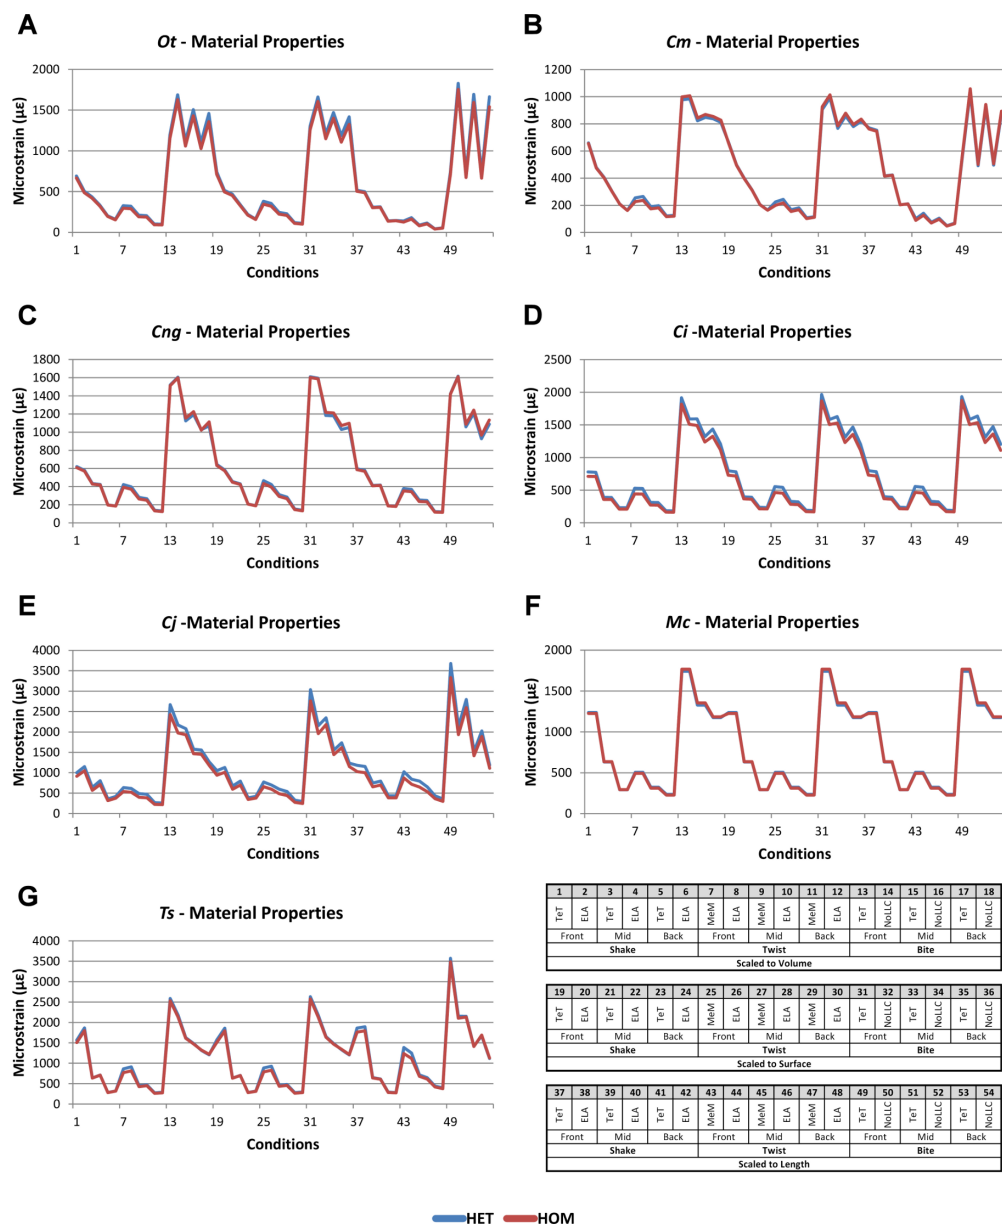 A
Ot - Material Properties
Microstrain (με)
2000
1500
1000
500
0
1 7 13 19 25 31 37 43 49
Conditions
B
Cm - Material Properties
Microstrain (με)
1200
1000
800
600
400
200
0
1 7 13 19 25 31 37 43 49
Conditions
C
Cng - Material Properties
Microstrain (με)
1800
1600
1400
1200
1000
800
600
400
200
0
1 7 13 19 25 31 37 43 49
Conditions
D
Ci -Material Properties
Microstrain (με)
2500
2000
1500
1000
500
0
1 7 13 19 25 31 37 43 49
Conditions
E
Cj -Material Properties
Microstrain (με)
4000
3500
3000
2500
2000
1500
1000
500
0
1 7 13 19 25 31 37 43 49
Conditions
F
Mc - Material Properties
Microstrain (με)
1500
1000
500
0
1 7 13 19 25 31 37 43 49
Conditions
G
Ts - Material Properties
Microstrain (με)
4000
3500
3000
2500
2000
1500
1000
500
0
1 7 13 19 25 31 37 43 49
Conditions
1 2 3 4 5 6 7 8 9 10 11 12 13 14 15 16 17 18
TeT ELA TeT ELA TeT ELA MeM ELA MeM ELA MeM ELA TeT NoLLC TeT NoLLC TeT NoLLC
Front Mid Back Front Mid Back Front Mid Back
Shake Twist Bite
Scaled to Volume
19 20 21 22 23 24 25 26 27 28 29 30 31 32 33 34 35 36
TeT ELA TeT ELA TeT ELA MeM ELA MeM ELA MeM ELA TeT NoLLC TeT NoLLC TeT NoLLC
Front Mid Back Front Mid Back Front Mid Back
Shake Twist Bite
Scaled to Surface
37 38 39 40 41 42 43 44 45 46 47 48 49 50 51 52 53 54
TeT ELA TeT ELA TeT ELA MeM ELA MeM ELA MeM ELA TeT NoLLC TeT NoLLC TeT NoLLC
Front Mid Back Front Mid Back Front Mid Back
Shake Twist Bite
Scaled to Length
HET HOM